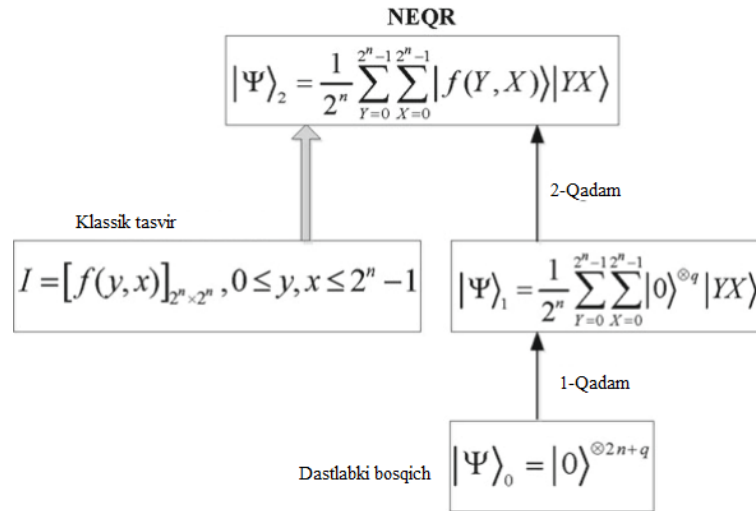 NEQR
|Ψ⟩₂ = 1/2ⁿ ∑_{Y=0}^{2ⁿ−1} ∑_{X=0}^{2ⁿ−1} |f(Y,X)⟩|YX⟩
2-Qadam
Klassik tasvir
I = [f(y,x)]_{2ⁿ×2ⁿ}, 0 ≤ y, x ≤ 2ⁿ − 1
|Ψ⟩₁ = 1/2ⁿ ∑_{Y=0}^{2ⁿ−1} ∑_{X=0}^{2ⁿ−1} |0⟩^{⊗q} |YX⟩
1-Qadam
Dastlabki bosqich
|Ψ⟩₀ = |0⟩^{⊗2n+q}